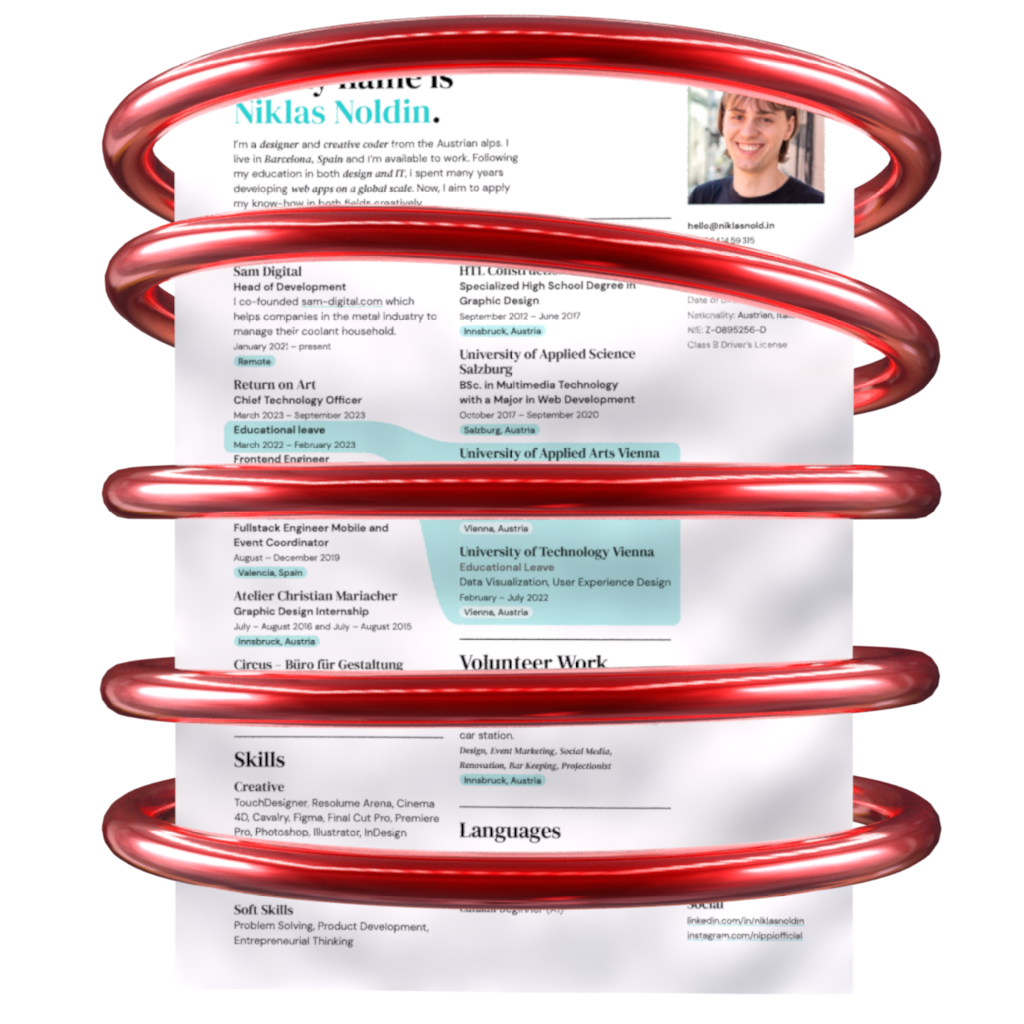 name is
Niklas Noldin.
I'm a designer and creative coder from the Austrian alps. I
live in Barcelona, Spain and I'm available to work. Following
my education in both design and IT, I spent many years
developing web apps on a global scale. Now, I aim to apply
my know-how in both fields creatively
hello@niklasnold.in
59 315
Nationality: Austrian,
NIE: Z-0895256-D
Class B Driver's License
Sam Digital
Head of Development
I co-founded sam-digital.com which
helps companies in the metal industry to
manage their coolant household.
January 2021 – present
Remote
Return on Art
Chief Technology Officer
March 2023 – September 2023
Educational leave
March 2022 – February 2023
Frontend Engineer
Fullstack Engineer Mobile and
Event Coordinator
August – December 2019
Valencia, Spain
Atelier Christian Mariacher
Graphic Design Internship
July – August 2016 and July – August 2015
Innsbruck, Austria
Circus – Büro für Gestaltung
Skills
Creative
TouchDesigner, Resolume Arena, Cinema
4D, Cavalry, Figma, Final Cut Pro, Premiere
Pro, Photoshop, Illustrator, InDesign
Soft Skills
Problem Solving, Product Development,
Entrepreneurial Thinking
HTL
Specialized High School Degree in
Graphic Design
September 2012 – June 2017
Innsbruck, Austria
University of Applied Science
Salzburg
BSc. in Multimedia Technology
with a Major in Web Development
October 2017 – September 2020
Salzburg, Austria
University of Applied Arts Vienna
Vienna, Austria
University of Technology Vienna
Educational Leave
Data Visualization, User Experience Design
February – July 2022
Vienna, Austria
Volunteer Work
car station.
Design, Event Marketing, Social Media,
Renovation, Bar Keeping, Projectionist
Innsbruck, Austria
Languages
Social
linkedin.com/in/niklasnoldin
instagram.com/nippiofficial